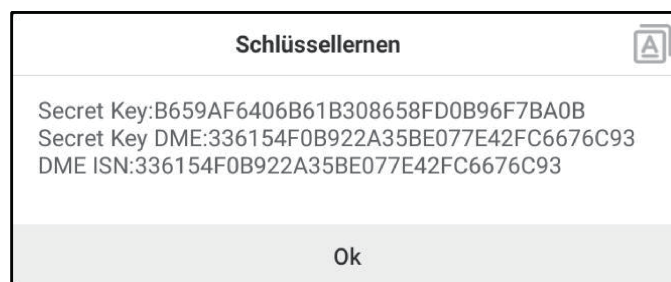 Schlüssellernen
Secret Key:B659AF6406B61B308658FD0B96F7BA0B
Secret Key DME:336154F0B922A35BE077E42FC6676C93
DME ISN:336154F0B922A35BE077E42FC6676C93
Ok